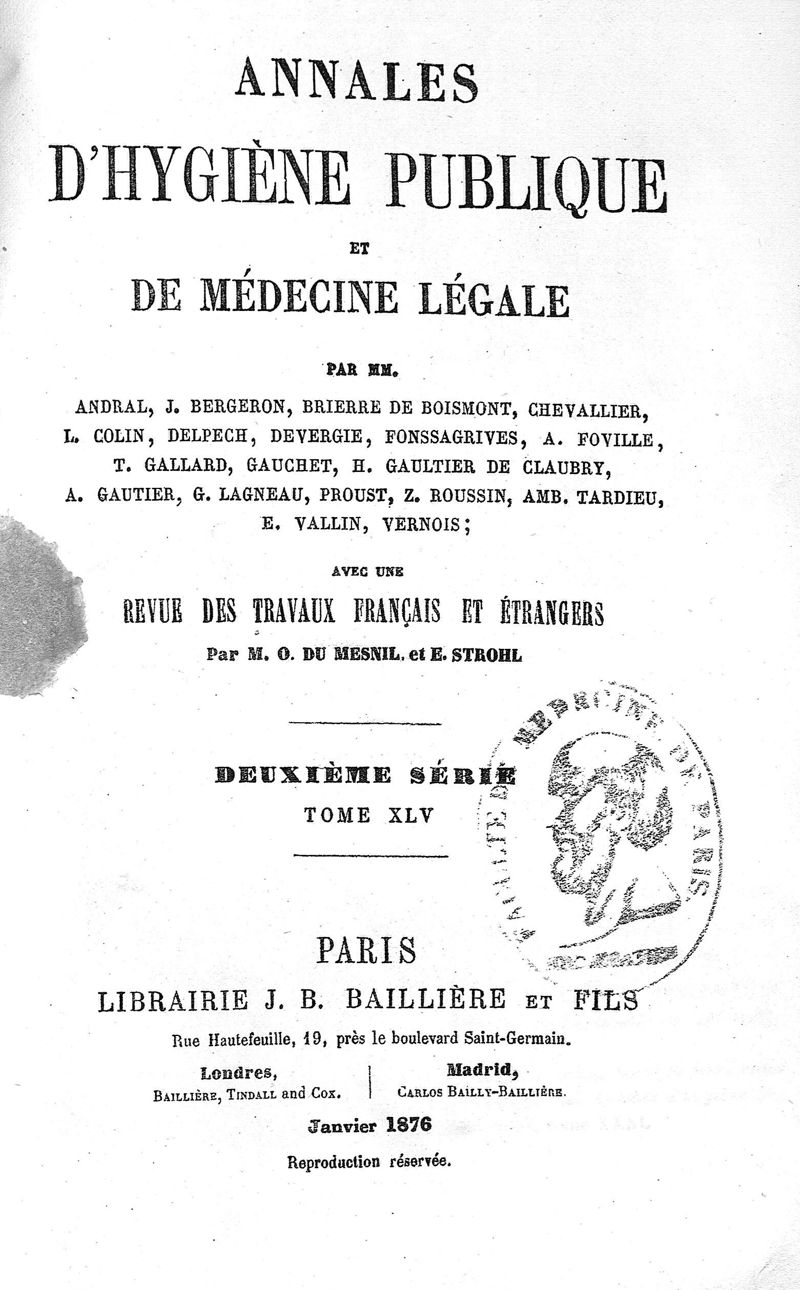 ANNALES
D'HYGIÈNE PUBLIQUE
ET
DE MÉDECINE LÉGALE
PAR MM.
ANDRAL, J. BERGERON, BRIERRE DE BOISMONT, CHEVALLIER,
L. COLIN, DELPECH, DEVERGIE, FONSSAGRIVES, A. FOVILLE,
T. GALLARD, GAUCHET, H. GAULTIER DE CLAUBRY,
A. GAUTIER, G. LAGNEAU, PROUST, Z. ROUSSIN, AMB. TARDIEU,
E. VALLIN, VERNOIS;
AVEC UNE
REVUE DES TRAVAUX FRANÇAIS ET ÉTRANGERS
Par M. O. DU MESNIL. et E. STROHL
DEUXIÈME SÉRIE
TOME XLV
MEDECINE DE PARIS
PARIS
LIBRAIRIE J. B. BAILLIÈRE ET FILS
Rue Hautefeuille, 19, près le boulevard Saint-Germain.
Londres,
BAILLIÈRE, TINDALL and COX.
Madrid,
CARLOS BAILLY-BAILLIÈRE.
Janvier 1876
Reproduction réservée.